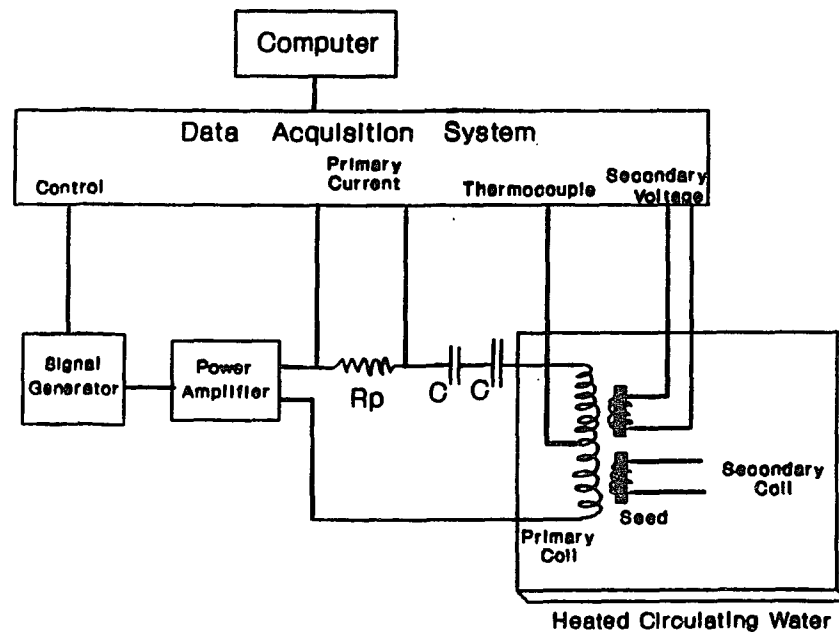 Computer
Data Acquisition System
Primary
Current
Control
Thermocouple
Secondary
Voltage
Signal
Generator
Power
Amplifier
Rp
C
C
Secondary
Coil
Seed
Primary
Coil
Heated Circulating Water